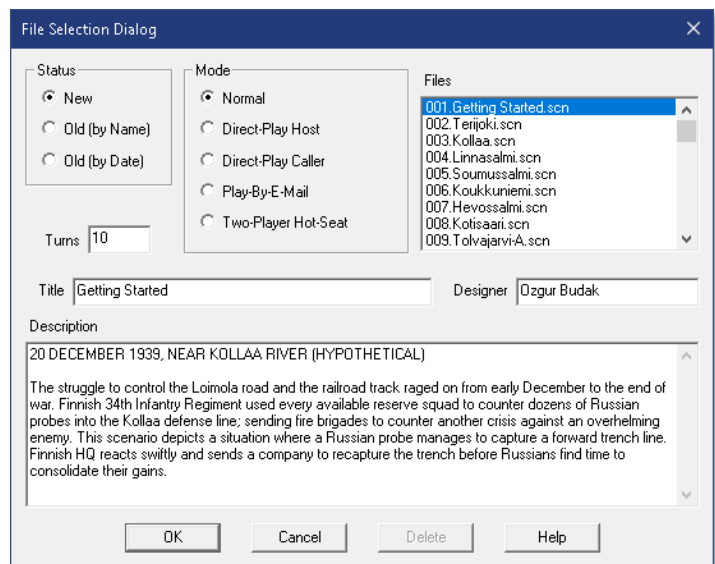 File Selection Dialog
Status
New
Old (by Name)
Old (by Date)
Turns 10
Mode
Normal
Direct-Play Host
Direct-Play Caller
Play-By-E-Mail
Two-Player Hot-Seat
Files
001.Getting Started.scn
002.Terijoki.scn
003.Kollaa.scn
004.Linnasalmi.scn
005.Soumussalmi.scn
006.Koukkuniemi.scn
007.Hevossalmi.scn
008.Kotisaari.scn
009.Tolvajarvi-A.scn
Title Getting Started
Designer Ozgur Budak
Description
20 DECEMBER 1939, NEAR KOLLAA RIVER (HYPOTHETICAL)
The struggle to control the Loimola road and the railroad track raged on from early December to the end of
war. Finnish 34th Infantry Regiment used every available reserve squad to counter dozens of Russian
probes into the Kollaa defense line; sending fire brigades to counter another crisis against an overhelming
enemy. This scenario depicts a situation where a Russian probe manages to capture a forward trench line.
Finnish HQ reacts swiftly and sends a company to recapture the trench before Russians find time to
consolidate their gains.
OK
Cancel
Delete
Help